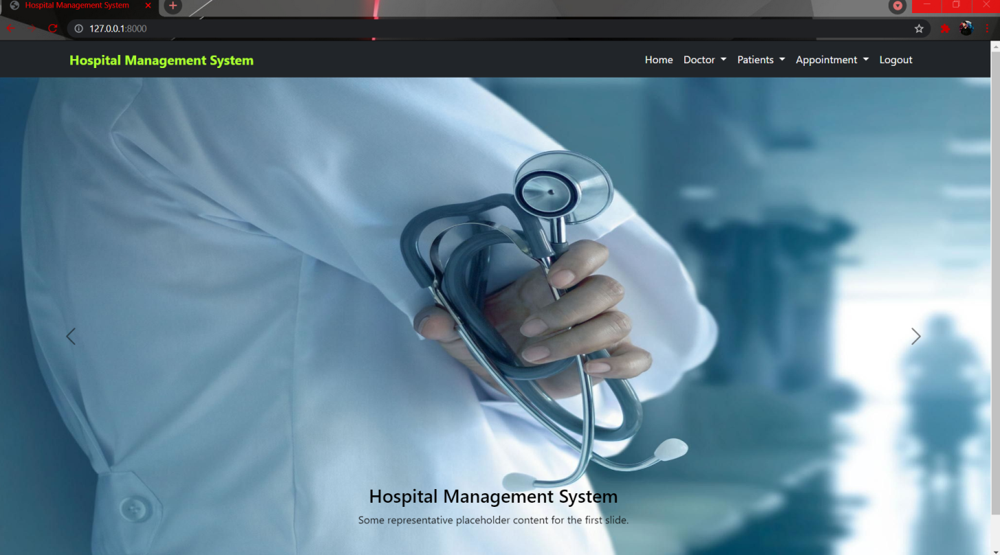 Hospital Management System
127.0.0.1:8000
Hospital Management System
Home Doctor Patients Appointment Logout
Hospital Management System
Some representative placeholder content for the first slide.